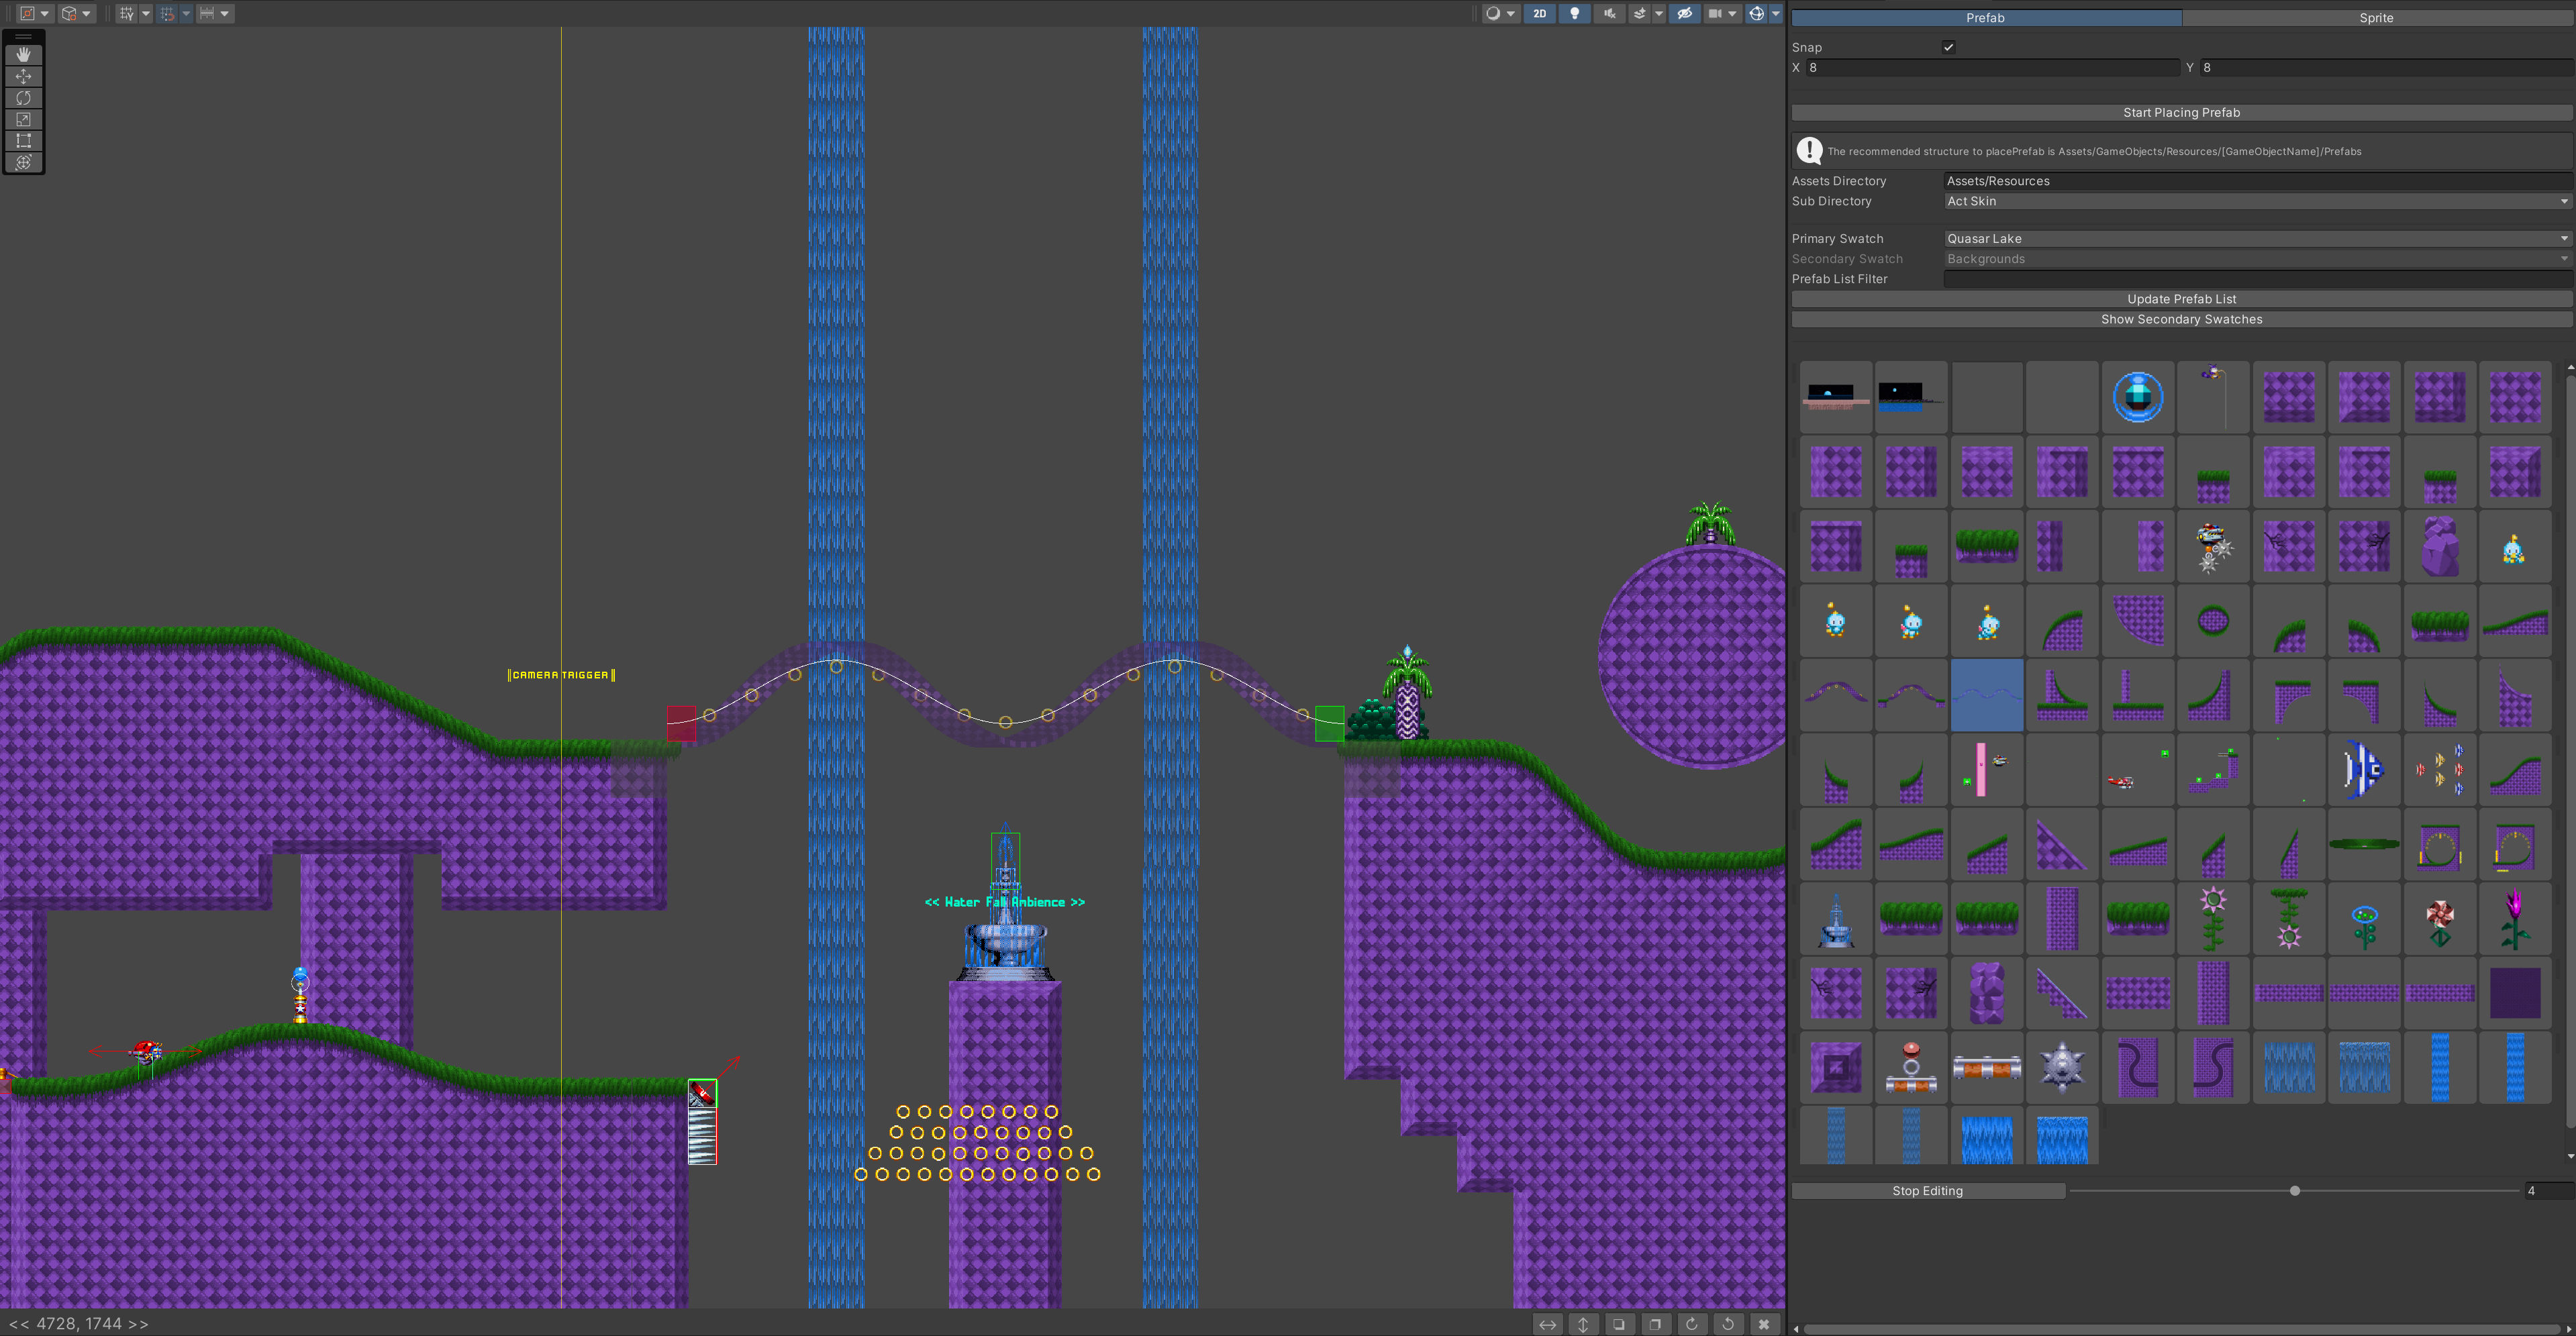 2D
Prefab
Sprite
Snap
X 8
Y 8
Start Placing Prefab
The recommended structure to placePrefab is Assets/GameObjects/Resources/[GameObjectName]/Prefabs
Assets Directory Assets/Resources
Sub Directory Act Skin
Primary Swatch Quasar Lake
Secondary Swatch Backgrounds
Prefab List Filter
Update Prefab List
Show Secondary Swatches
Stop Editing
4
CAMERA TRIGGER
<< Water Fall Ambience >>
<< 4728, 1744 >>